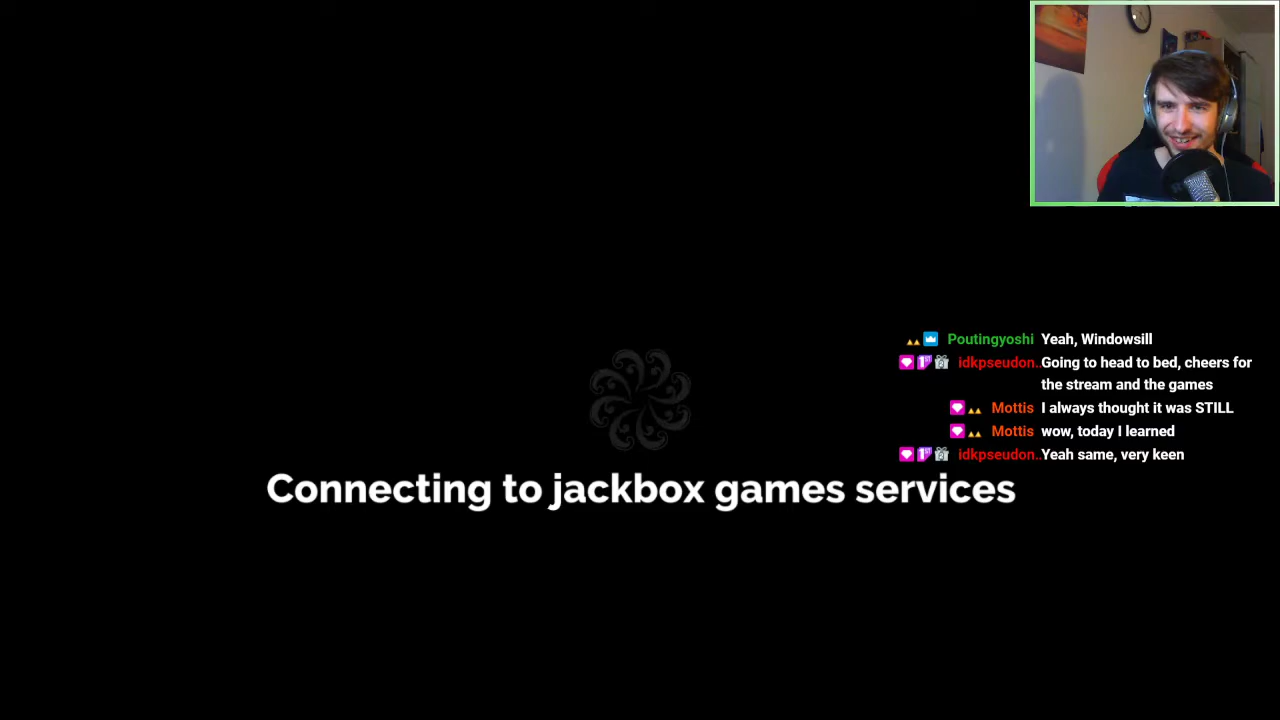 Poutingyoshi Yeah, Windowsill
idkpseudon.. Going to head to bed, cheers for
the stream and the games
Mottis I always thought it was STILL
Mottis wow, today I learned
idkpseudon.. Yeah same, very keen
Connecting to jackbox games services